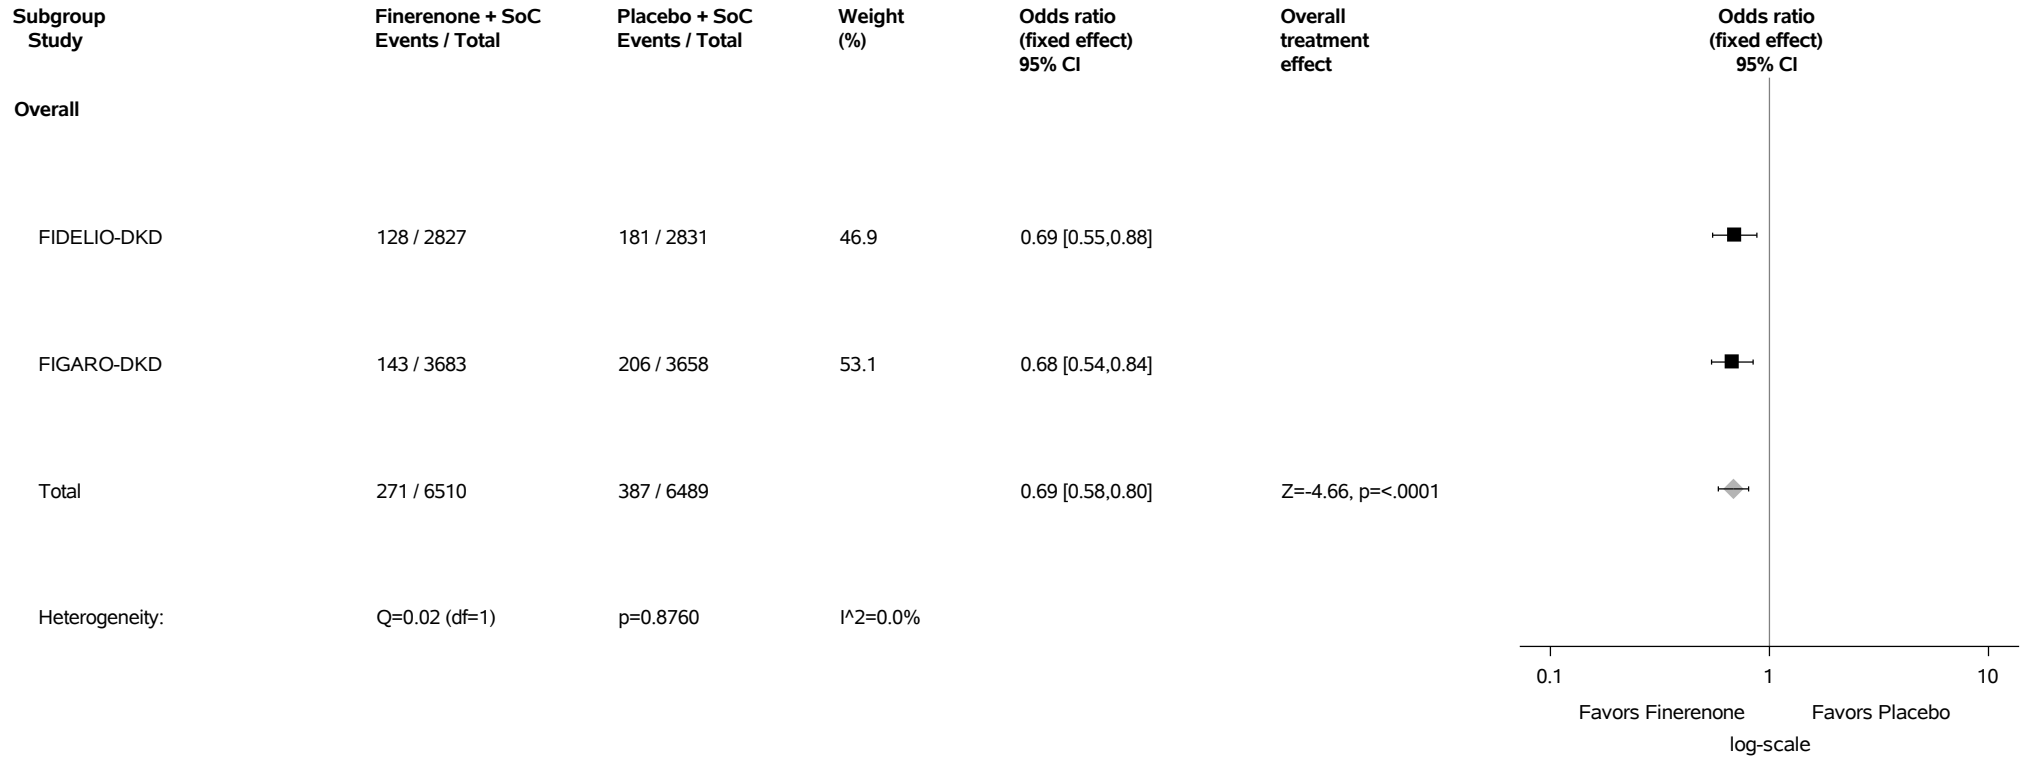 Subgroup Finerenone + SoC Placebo + SoC Weight Odds ratio Overall Odds ratio
Study Events / Total Events / Total (%) (fixed effect) treatment (fixed effect)
95% CI effect 95% CI
Overall
FIDELIO-DKD 128 / 2827 181 / 2831 46.9 0.69 [0.55,0.88]
FIGARO-DKD 143 / 3683 206 / 3658 53.1 0.68 [0.54,0.84]
Total 271 / 6510 387 / 6489 0.69 [0.58,0.80] Z=-4.66, p=<.0001
Heterogeneity: Q=0.02 (df=1) p=0.8760 I^2=0.0%
0.1 1 10
Favors Finerenone Favors Placebo
log-scale